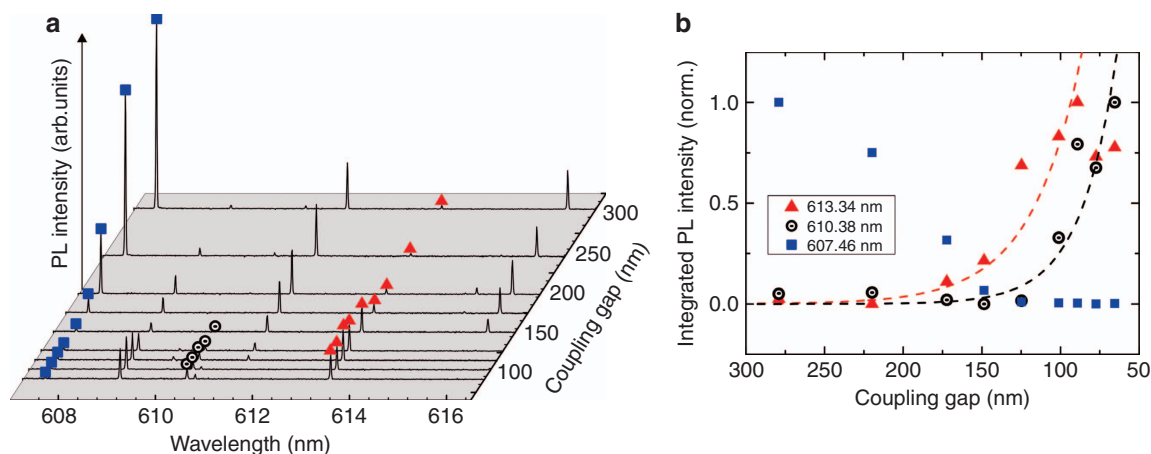 a
PL intensity (arb.units)
300
250
200
150
100
Coupling gap (nm)
608
610
612
614
616
Wavelength (nm)
b
Integrated PL intensity (norm.)
1.0
0.5
0.0
613.34 nm
610.38 nm
607.46 nm
300
250
200
150
100
50
Coupling gap (nm)